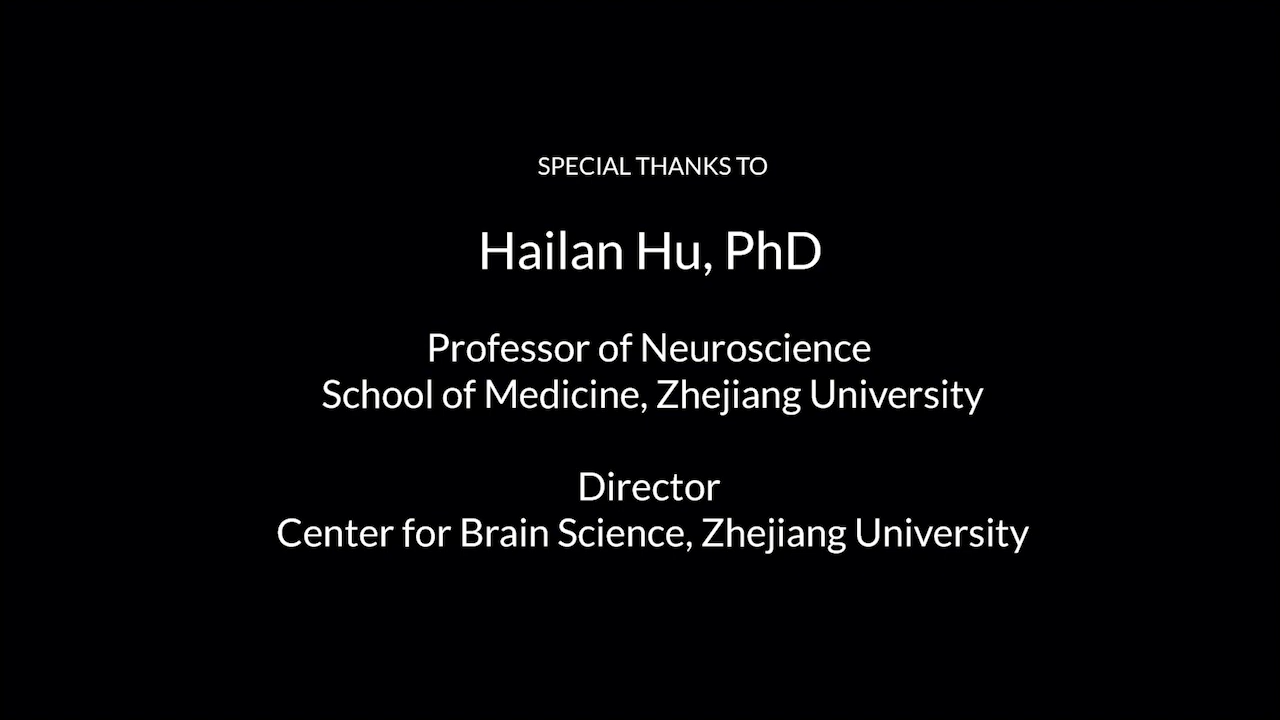 SPECIAL THANKS TO
Hailan Hu, PhD
Professor of Neuroscience
School of Medicine, Zhejiang University
Director
Center for Brain Science, Zhejiang University